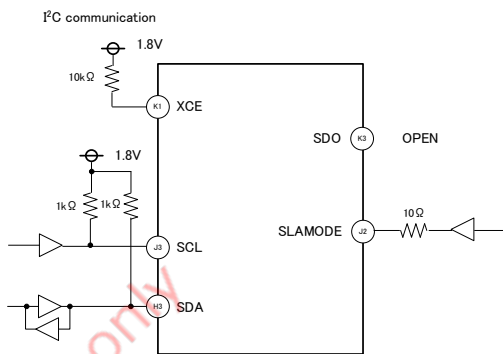 I²C communication
1.8V
10kΩ
K1
XCE
SDO
K3
OPEN
1.8V
1kΩ
1kΩ
10Ω
SLAMODE
J2
J3
SCL
H3
SDA
only